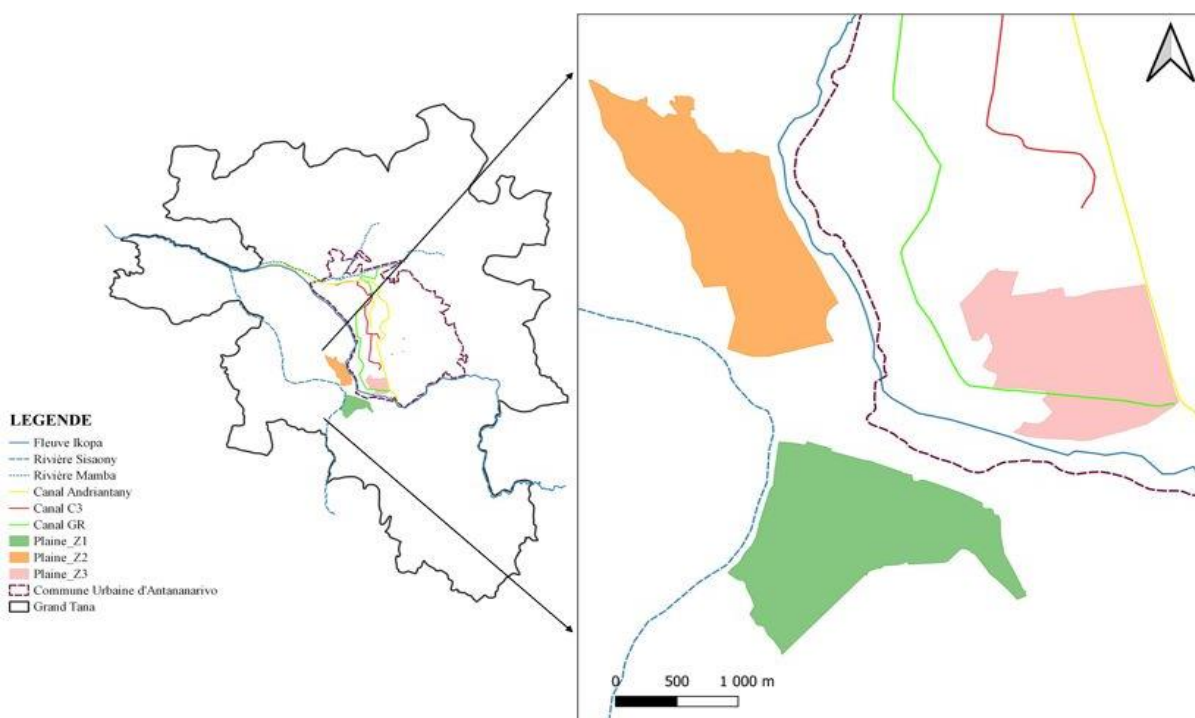 LEGENDE
Fleuve Ikopa
Rivière Sisaony
Rivière Mamba
Canal Andriantany
Canal C3
Canal GR
Plaine_Z1
Plaine_Z2
Plaine_Z3
Commune Urbaine d'Antananarivo
Grand Tana
0 500 1 000 m